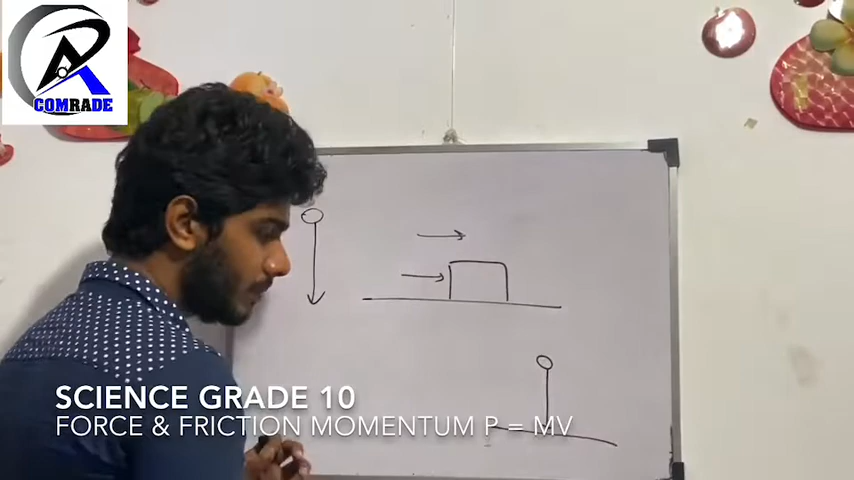 COMRADE
SCIENCE GRADE 10
FORCE & FRICTION MOMENTUM P = MV